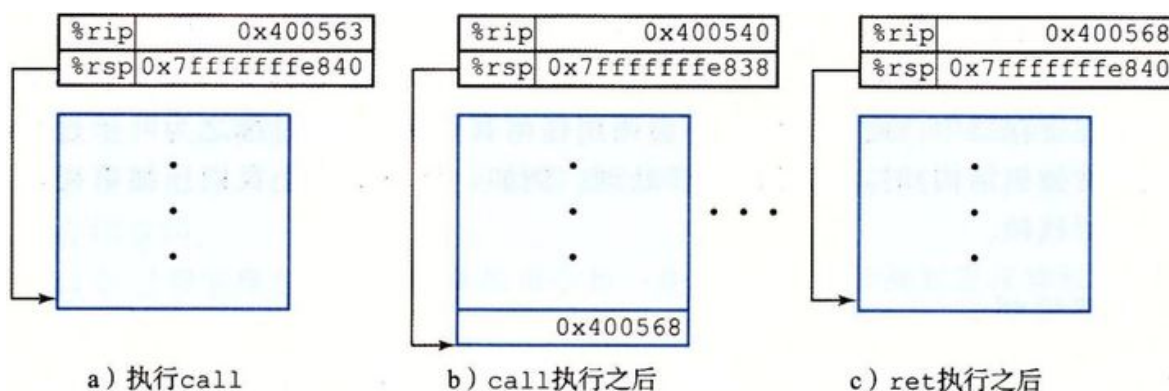 %rip 0x400563
%rsp 0x7fffffffe840
%rip 0x400540
%rsp 0x7fffffffe838
0x400568
%rip 0x400568
%rsp 0x7fffffffe840
a）执行call
b）call执行之后
c）ret执行之后